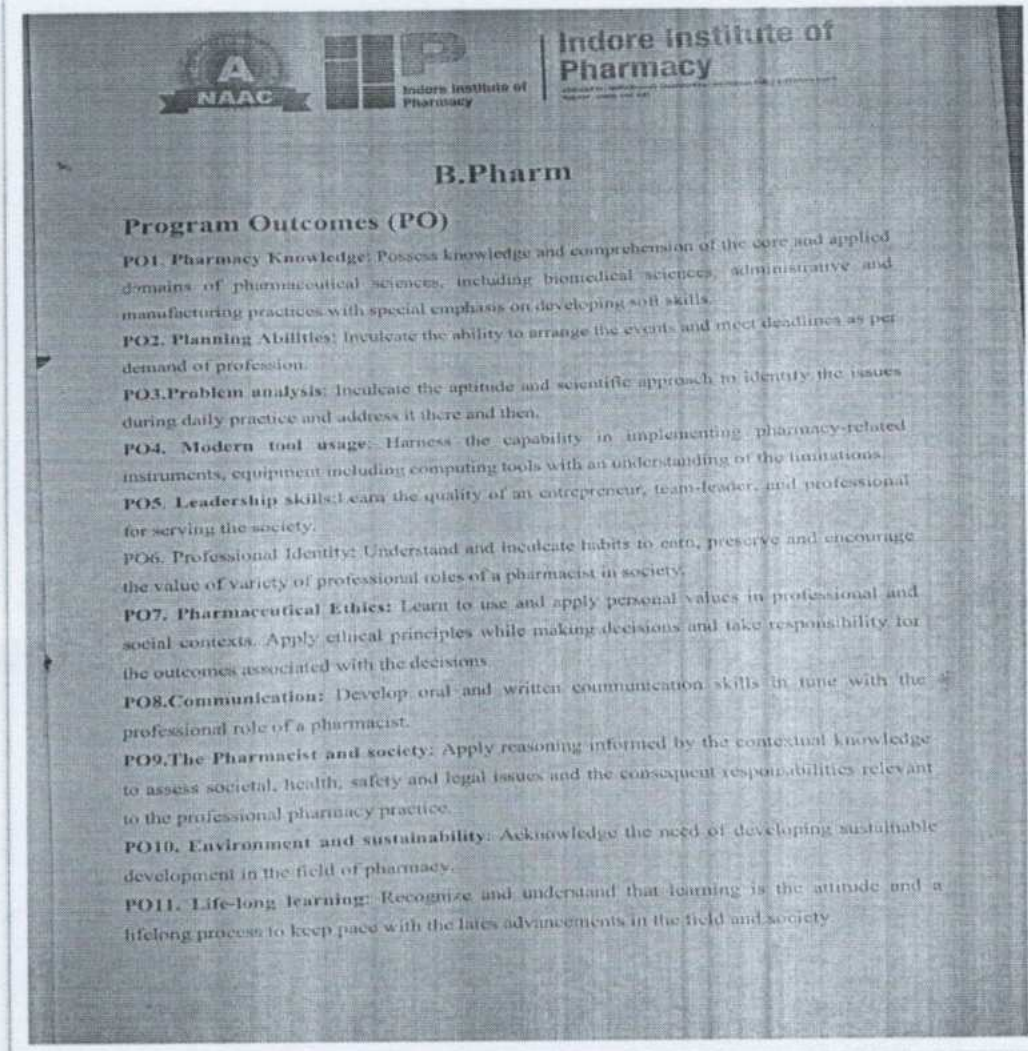 A
NAAC
Indore Institute of
Pharmacy
Indore Institute of
Pharmacy
B.Pharm
Program Outcomes (PO)
PO1. Pharmacy Knowledge: Possess knowledge and comprehension of the core and applied
domains of pharmaceutical sciences, including biomedical sciences, administrative and
manufacturing practices with special emphasis on developing soft skills.
PO2. Planning Abilities: Inculcate the ability to arrange the events and meet deadlines as per
demand of profession.
PO3.Problem analysis: Inculcate the aptitude and scientific approach to identify the issues
during daily practice and address it there and then.
PO4. Modern tool usage: Harness the capability in implementing pharmacy-related
instruments, equipment including computing tools with an understanding of the limitations.
PO5. Leadership skills:Learn the quality of an entrepreneur, team-leader, and professional
for serving the society.
PO6. Professional Identity: Understand and inculcate habits to earn, preserve and encourage
the value of variety of professional roles of a pharmacist in society.
PO7. Pharmaceutical Ethics: Learn to use and apply personal values in professional and
social contexts. Apply ethical principles while making decisions and take responsibility for
the outcomes associated with the decisions
PO8.Communication: Develop oral and written communication skills in tune with the
professional role of a pharmacist.
PO9.The Pharmacist and society: Apply reasoning informed by the contextual knowledge
to assess societal, health, safety and legal issues and the consequent responsibilities relevant
to the professional pharmacy practice.
PO10. Environment and sustainability: Acknowledge the need of developing sustainable
development in the field of pharmacy.
PO11. Life-long learning: Recognize and understand that learning is the attitude and a
lifelong process to keep pace with the lates advancements in the field and society